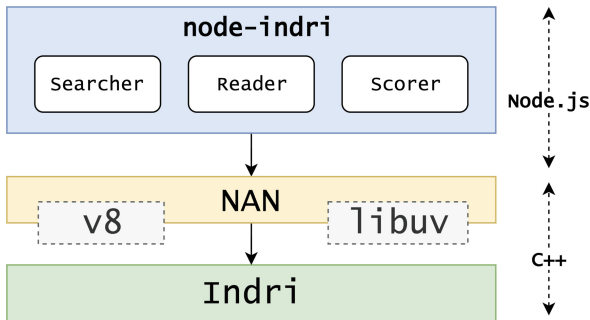 node-indri
Searcher
Reader
Scorer
Node.js
NAN
v8
libuv
C++
Indri